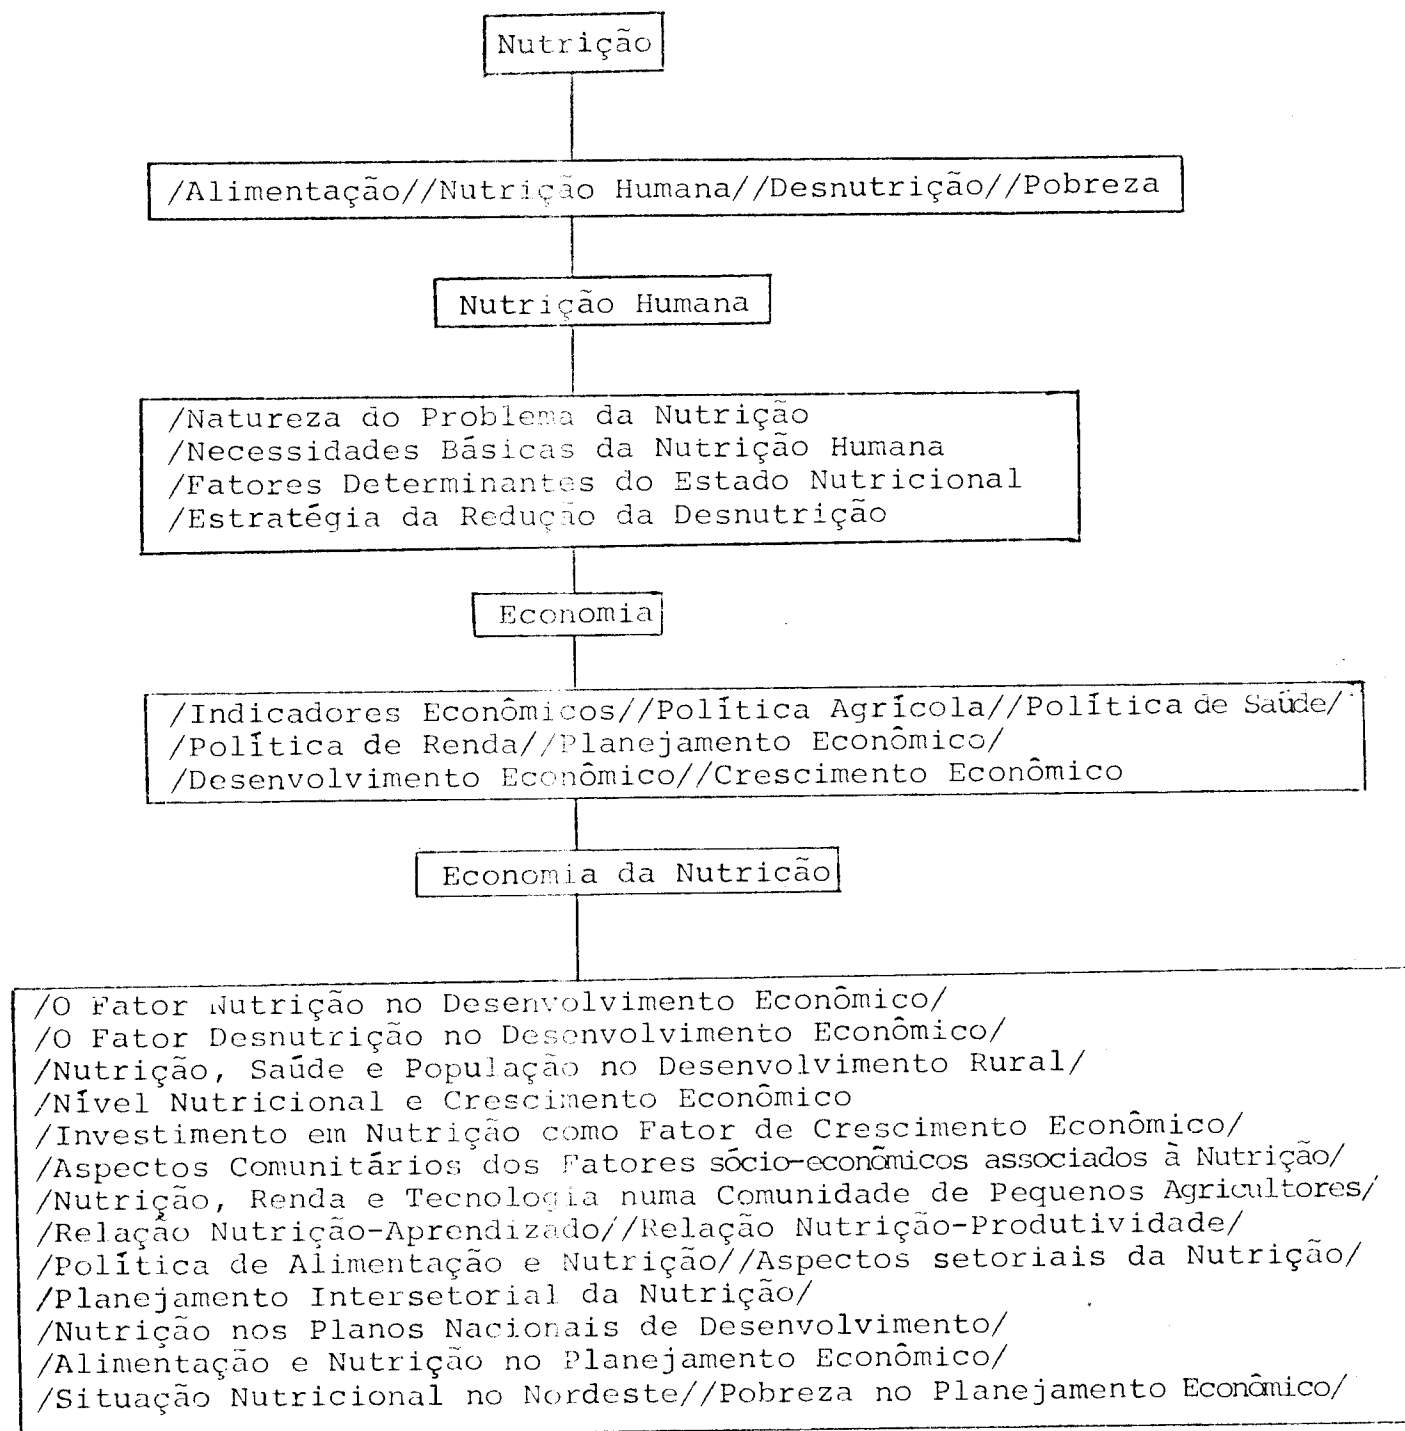 Nutrição
/Alimentação//Nutrição Humana//Desnutrição//Pobreza
Nutrição Humana
/Natureza do Problema da Nutrição
/Necessidades Básicas da Nutrição Humana
/Fatores Determinantes do Estado Nutricional
/Estratégia da Redução da Desnutrição
Economia
/Indicadores Econômicos//Política Agrícola//Política de Saúde/
/Política de Renda//Planejamento Econômico/
/Desenvolvimento Econômico//Crescimento Econômico
Economia da Nutricão
/O Fator Nutrição no Desenvolvimento Econômico/
/O Fator Desnutrição no Desenvolvimento Econômico/
/Nutrição, Saúde e População no Desenvolvimento Rural/
/Nível Nutricional e Crescimento Econômico
/Investimento em Nutrição como Fator de Crescimento Econômico/
/Aspectos Comunitários dos Fatores sócio-econômicos associados à Nutrição/
/Nutrição, Renda e Tecnologia numa Comunidade de Pequenos Agricultores/
/Relação Nutrição-Aprendizado//Relação Nutrição-Produtividade/
/Política de Alimentação e Nutrição//Aspectos setoriais da Nutrição/
/Planejamento Intersetorial da Nutrição/
/Nutrição nos Planos Nacionais de Desenvolvimento/
/Alimentação e Nutrição no Planejamento Econômico/
/Situação Nutricional no Nordeste//Pobreza no Planejamento Econômico/